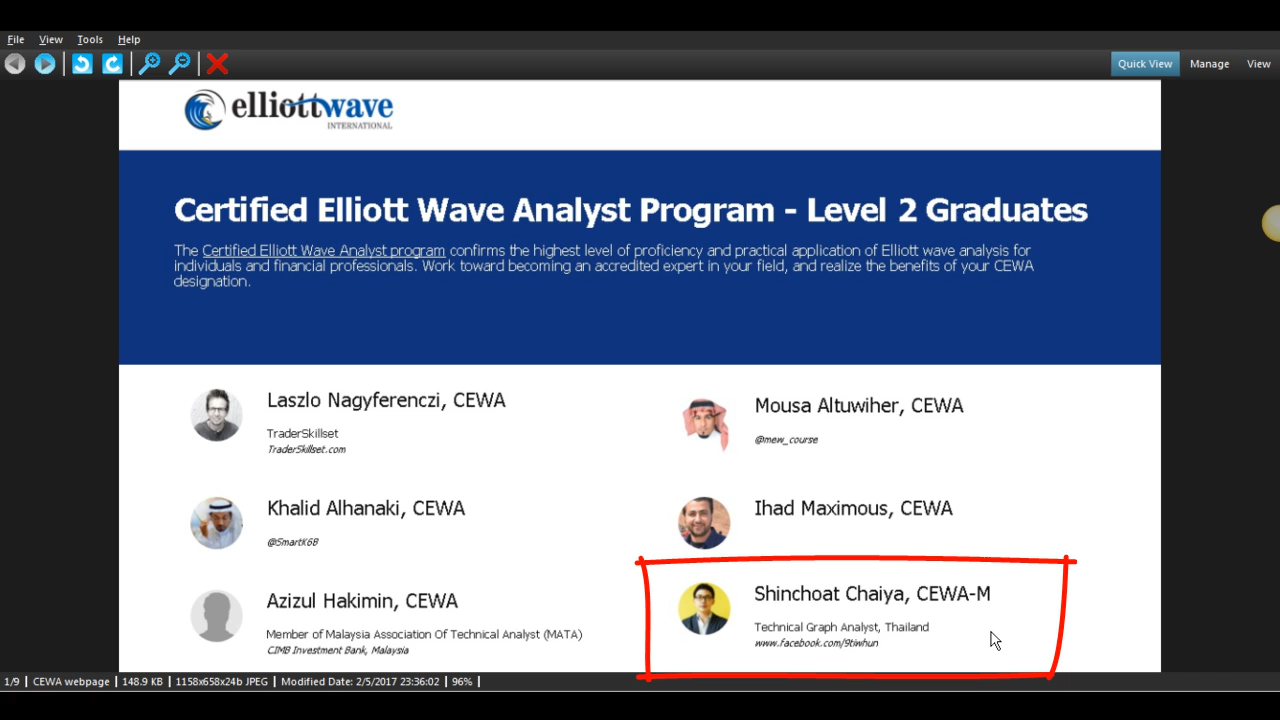 File View Tools Help
Quick View Manage View
elliottwave
INTERNATIONAL
Certified Elliott Wave Analyst Program - Level 2 Graduates
The Certified Elliott Wave Analyst program confirms the highest level of proficiency and practical application of Elliott wave analysis for
individuals and financial professionals. Work toward becoming an accredited expert in your field, and realize the benefits of your CEWA
designation.
Laszlo Nagyferenczi, CEWA
TraderSkillset
TraderSkillset.com
Mousa Altuwiher, CEWA
@mew_course
Khalid Alhanaki, CEWA
@SmartKGB
Ihad Maximous, CEWA
Azizul Hakimin, CEWA
Member of Malaysia Association Of Technical Analyst (MATA)
CIMB Investment Bank, Malaysia
Shinchoat Chaiya, CEWA-M
Technical Graph Analyst, Thailand
www.facebook.com/9tiwhun
1/9 | CEWA webpage | 148.9 KB | 1158x658x24b JPEG | Modified Date: 2/5/2017 23:36:02 | 96% |